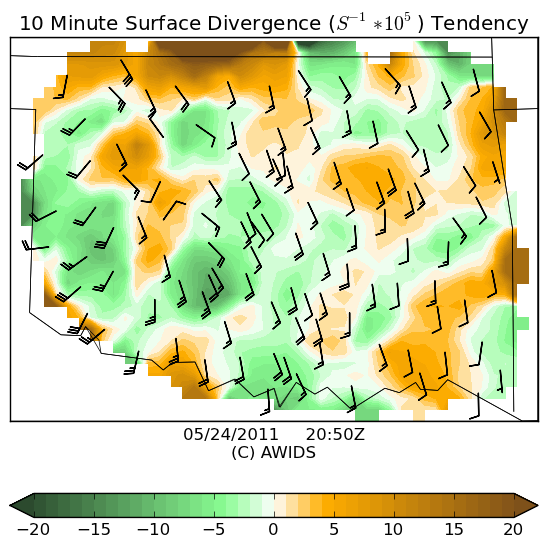 10 Minute Surface Divergence (S⁻¹ *10⁵ ) Tendency
05/24/2011 20:50Z
(C) AWIDS
−20 −15 −10 −5 0 5 10 15 20